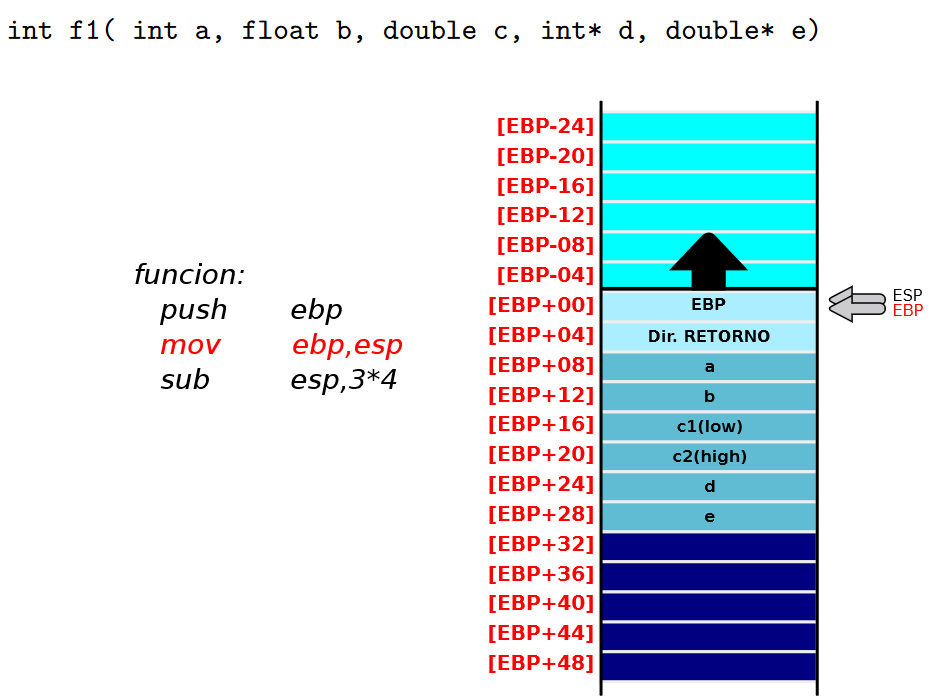 int f1( int a, float b, double c, int* d, double* e)
funcion:
push ebp
mov ebp,esp
sub esp,3*4
[EBP-24]
[EBP-20]
[EBP-16]
[EBP-12]
[EBP-08]
[EBP-04]
[EBP+00] EBP
[EBP+04] Dir. RETORNO
[EBP+08] a
[EBP+12] b
[EBP+16] c1(low)
[EBP+20] c2(high)
[EBP+24] d
[EBP+28] e
[EBP+32]
[EBP+36]
[EBP+40]
[EBP+44]
[EBP+48]
ESP
EBP